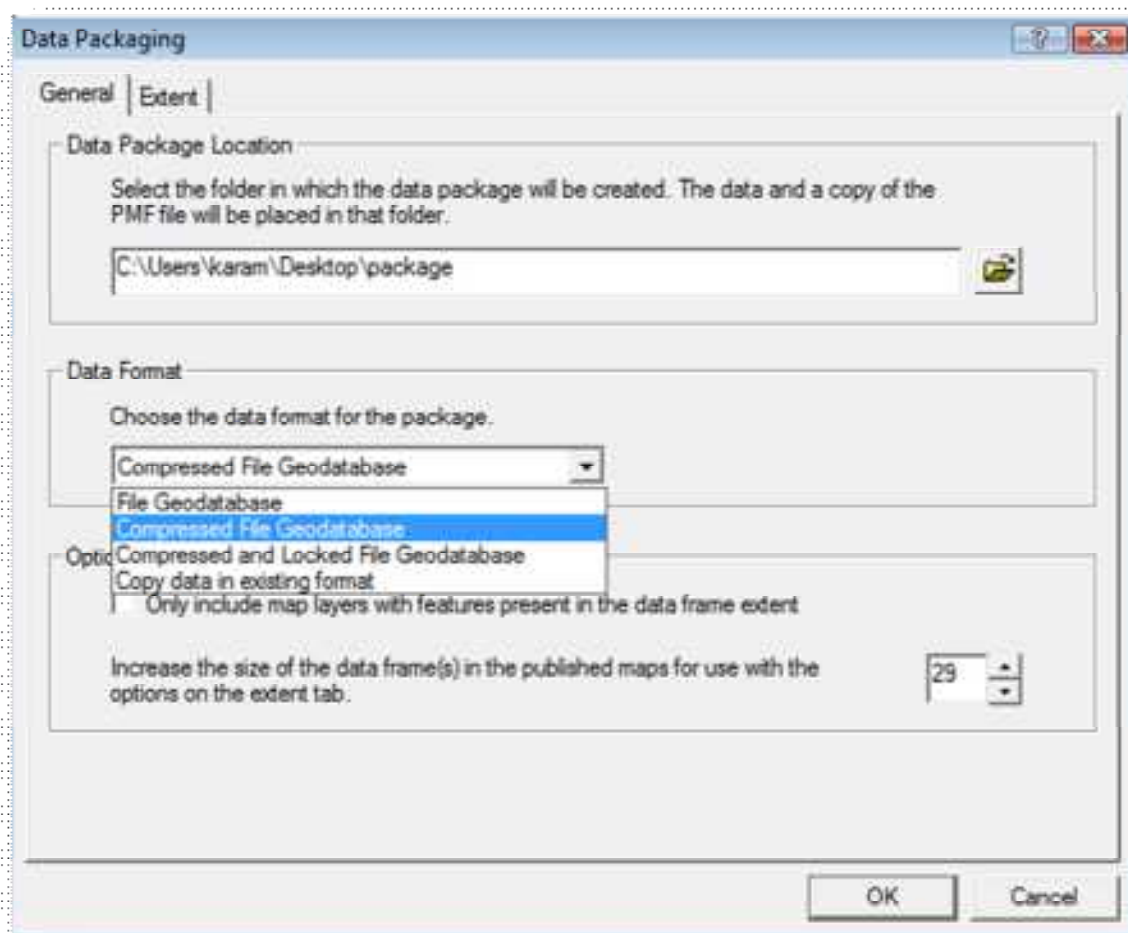 Data Packaging
General
Extent
Data Package Location
Select the folder in which the data package will be created. The data and a copy of the
PMF file will be placed in that folder.
C:\Users\karam\Desktop\package
Data Format
Choose the data format for the package.
Compressed File Geodatabase
File Geodatabase
Compressed File Geodatabase
Compressed and Locked File Geodatabase
Copy data in existing format
Only include map layers with features present in the data frame extent
Increase the size of the data frame(s) in the published maps for use with the
options on the extent tab.
29
OK
Cancel